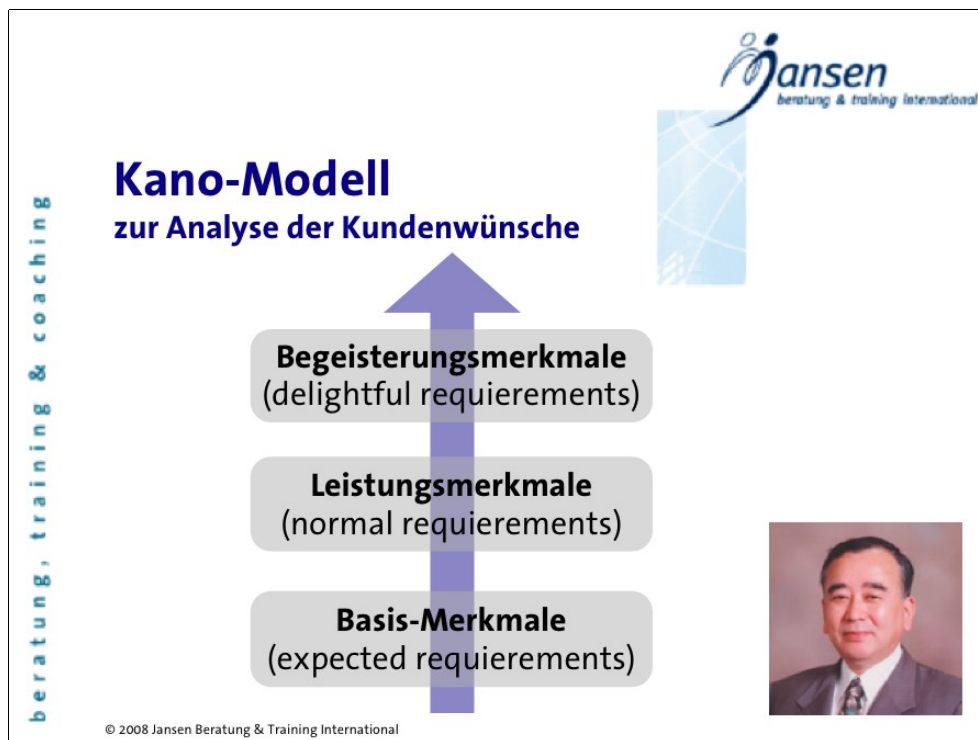 Jansen
beratung & training international
Kano-Modell
zur Analyse der Kundenwünsche
beratung, training & coaching
Begeisterungsmerkmale
(delightful requierements)
Leistungsmerkmale
(normal requierements)
Basis-Merkmale
(expected requierements)
© 2008 Jansen Beratung & Training International